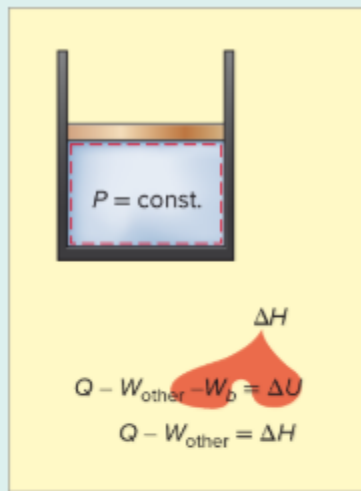 P = const.
ΔH
Q – W_other – W_b = ΔU
Q – W_other = ΔH